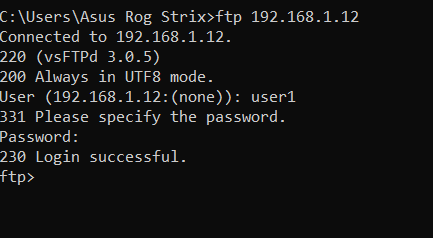 C:\Users\Asus Rog Strix>ftp 192.168.1.12
Connected to 192.168.1.12.
220 (vsFTPd 3.0.5)
200 Always in UTF8 mode.
User (192.168.1.12:(none)): user1
331 Please specify the password.
Password:
230 Login successful.
ftp>